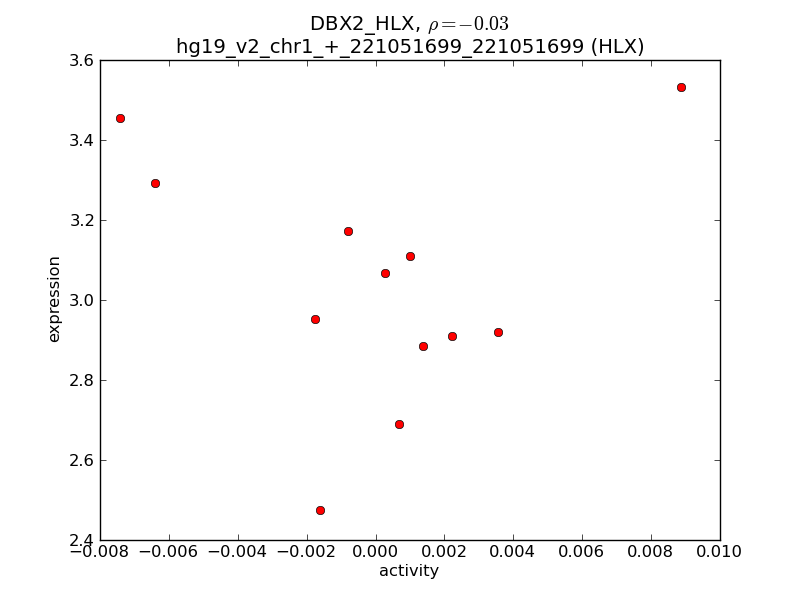 DBX2_HLX, ρ=−0.03
hg19_v2_chr1_+_221051699_221051699 (HLX)
3.6
3.4
3.2
3.0
2.8
2.6
2.4
expression
−0.008 −0.006 −0.004 −0.002 0.000 0.002 0.004 0.006 0.008 0.010
activity